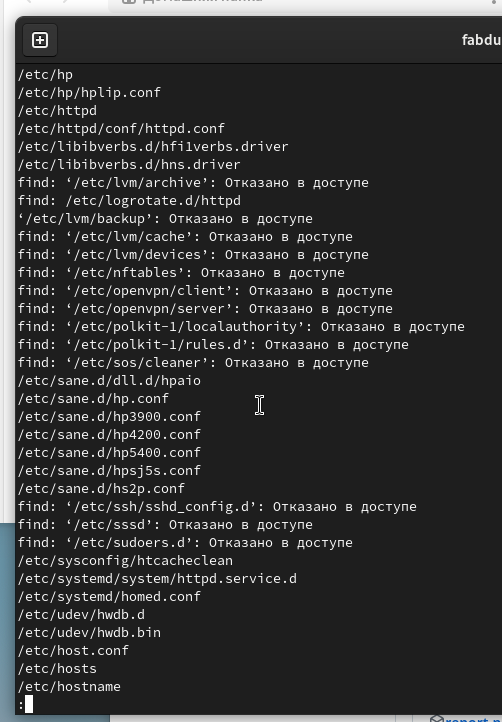 fabdu
/etc/hp
/etc/hp/hplip.conf
/etc/httpd
/etc/httpd/conf/httpd.conf
/etc/libibverbs.d/hfi1verbs.driver
/etc/libibverbs.d/hns.driver
find: ‘/etc/lvm/archive’: Отказано в доступе
find: /etc/logrotate.d/httpd
‘/etc/lvm/backup’: Отказано в доступе
find: ‘/etc/lvm/cache’: Отказано в доступе
find: ‘/etc/lvm/devices’: Отказано в доступе
find: ‘/etc/nftables’: Отказано в доступе
find: ‘/etc/openvpn/client’: Отказано в доступе
find: ‘/etc/openvpn/server’: Отказано в доступе
find: ‘/etc/polkit-1/localauthority’: Отказано в доступе
find: ‘/etc/polkit-1/rules.d’: Отказано в доступе
find: ‘/etc/sos/cleaner’: Отказано в доступе
/etc/sane.d/dll.d/hpaio
/etc/sane.d/hp.conf
/etc/sane.d/hp3900.conf
/etc/sane.d/hp4200.conf
/etc/sane.d/hp5400.conf
/etc/sane.d/hpsj5s.conf
/etc/sane.d/hs2p.conf
find: ‘/etc/ssh/sshd_config.d’: Отказано в доступе
find: ‘/etc/sssd’: Отказано в доступе
find: ‘/etc/sudoers.d’: Отказано в доступе
/etc/sysconfig/htcacheclean
/etc/systemd/system/httpd.service.d
/etc/systemd/homed.conf
/etc/udev/hwdb.d
/etc/udev/hwdb.bin
/etc/host.conf
/etc/hosts
/etc/hostname
: